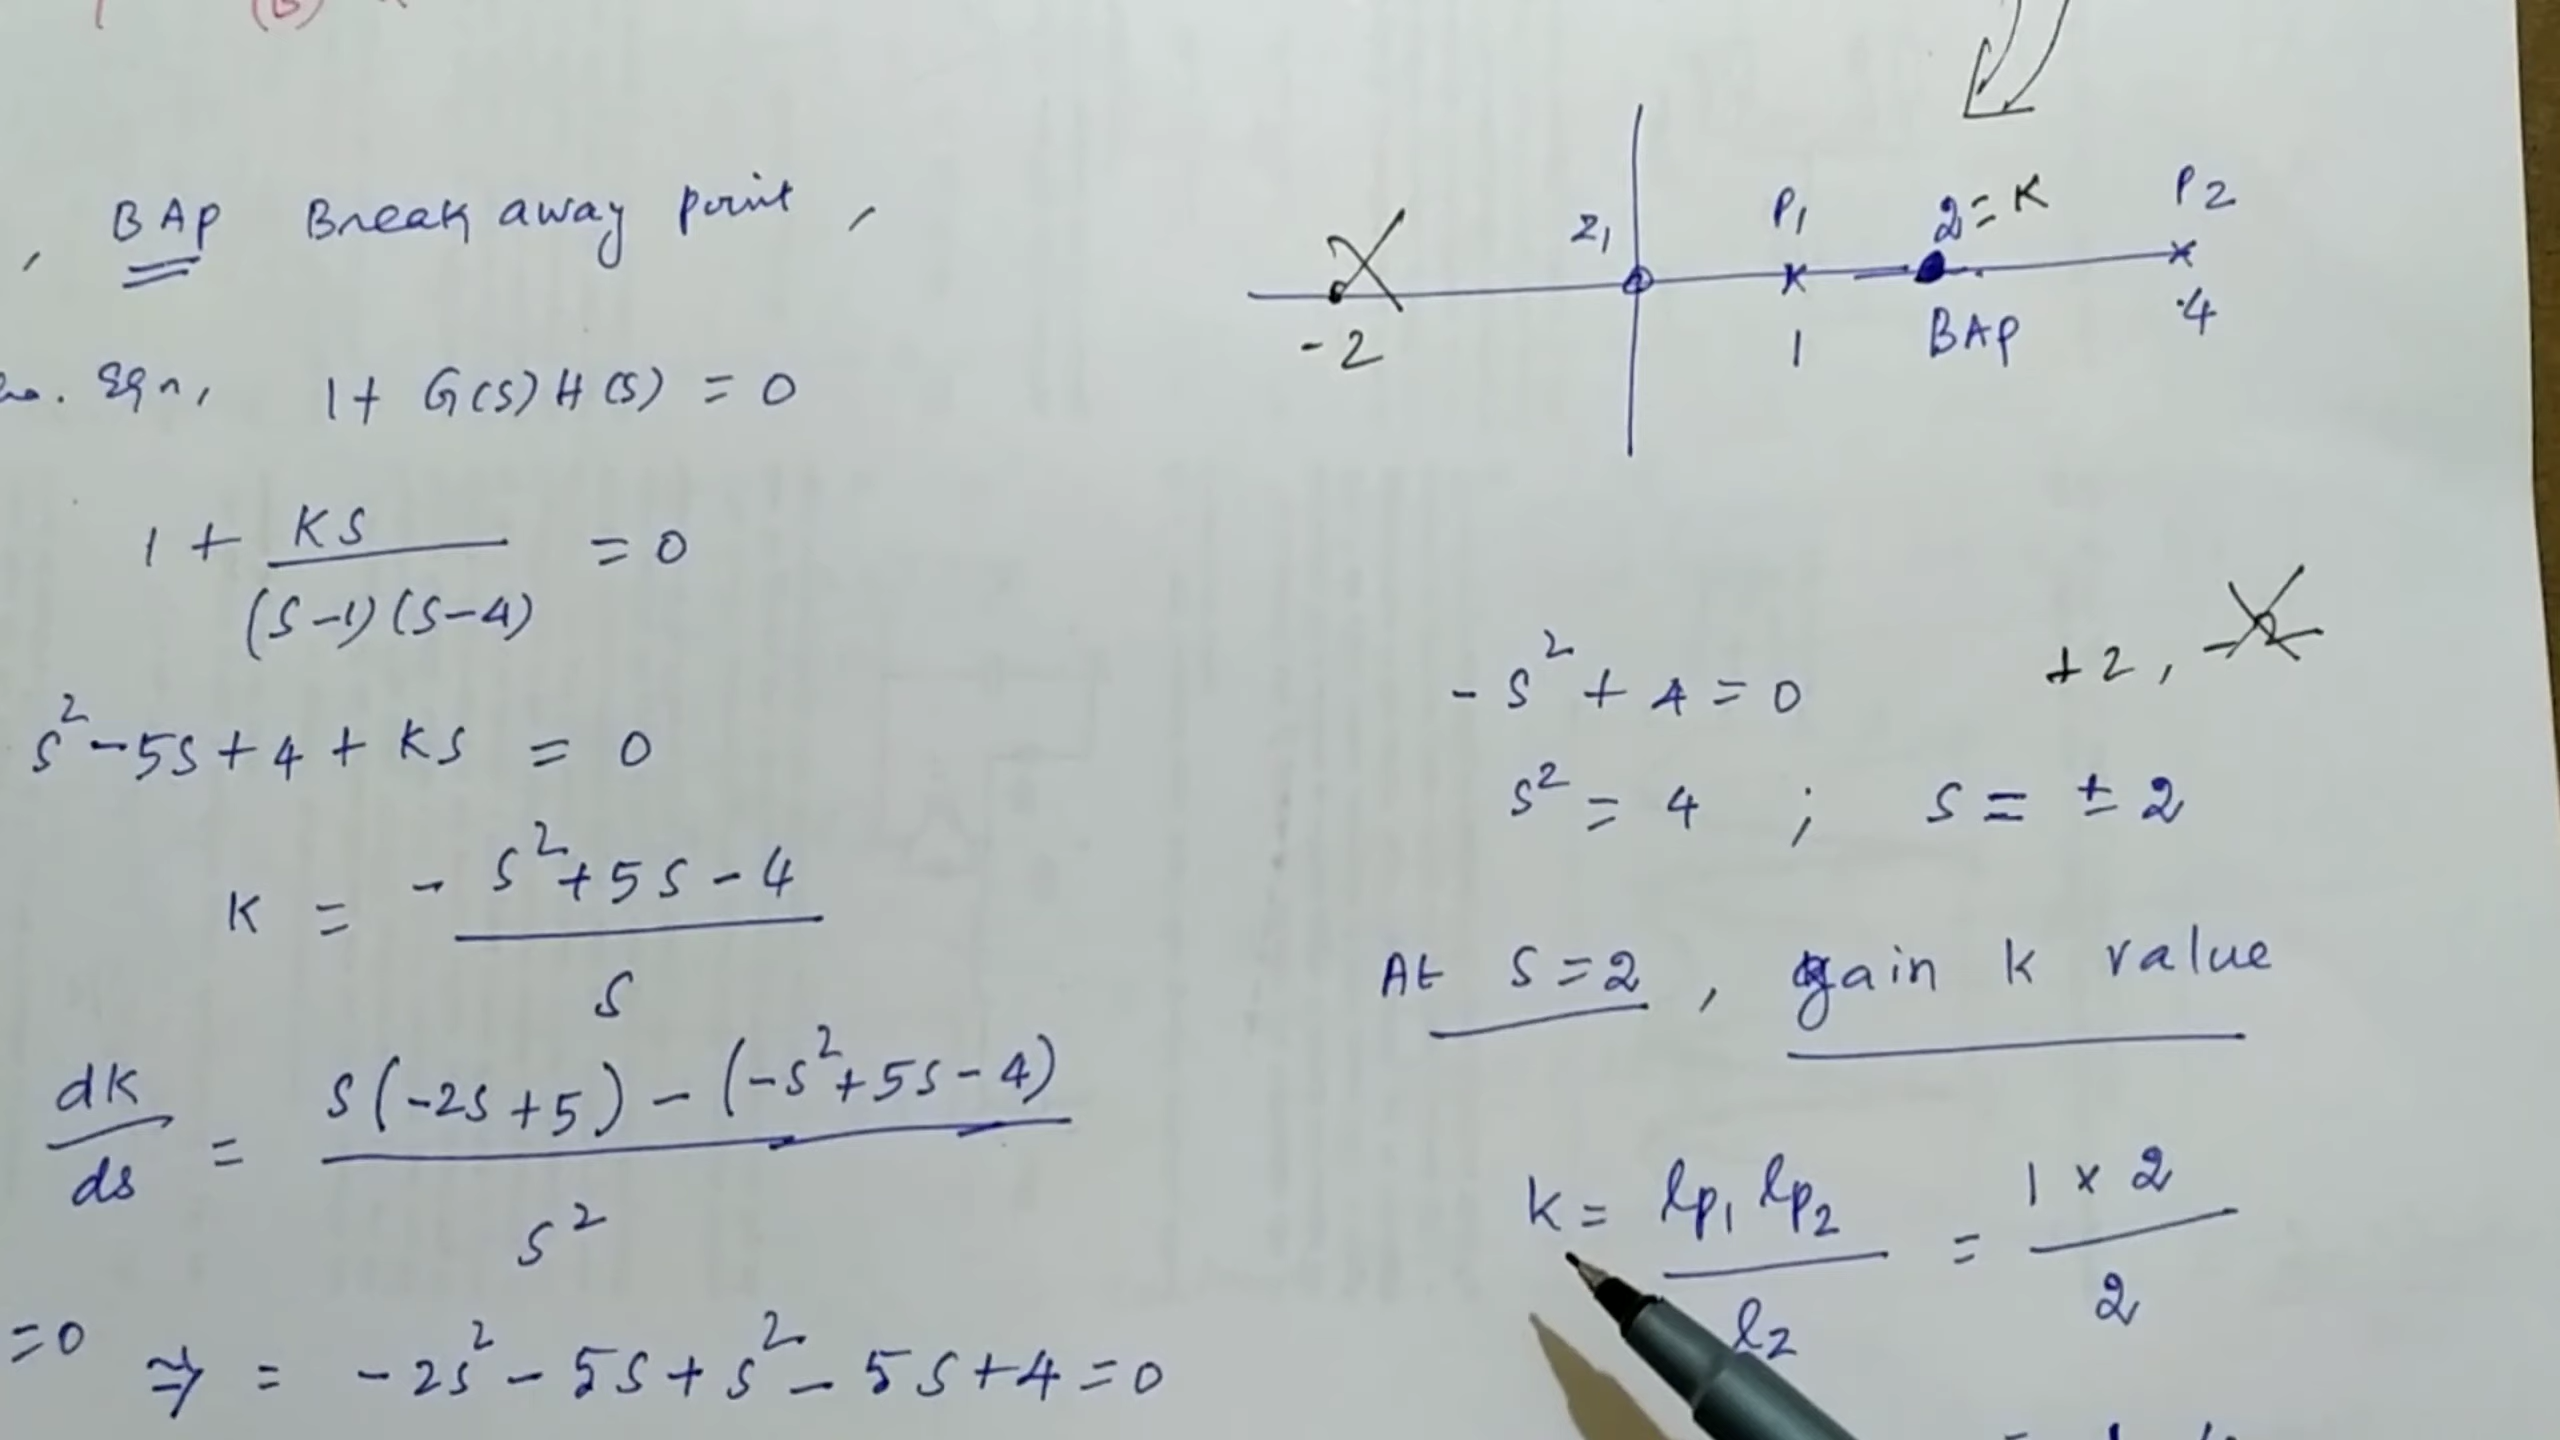 (B)
, BAP Break away point ,
Eqn, 1 + G(s) H(s) = 0
1 + KS / (S-1)(S-4) = 0
s² - 5s + 4 + ks = 0
K = - s² + 5s - 4 / s
dK/ds = s(-2s + 5) - (-s² + 5s - 4) / s²
=0 ⇒ = -2s² - 5s + s² - 5s + 4 = 0
z₁ P₁ 2 = K P2
-2 1 BAP 4
- s² + 4 = 0 +2, -2
s² = 4 ; s = ± 2
At s = 2 , gain k value
k = lp₁ lp₂ / lz = 1 × 2 / 2